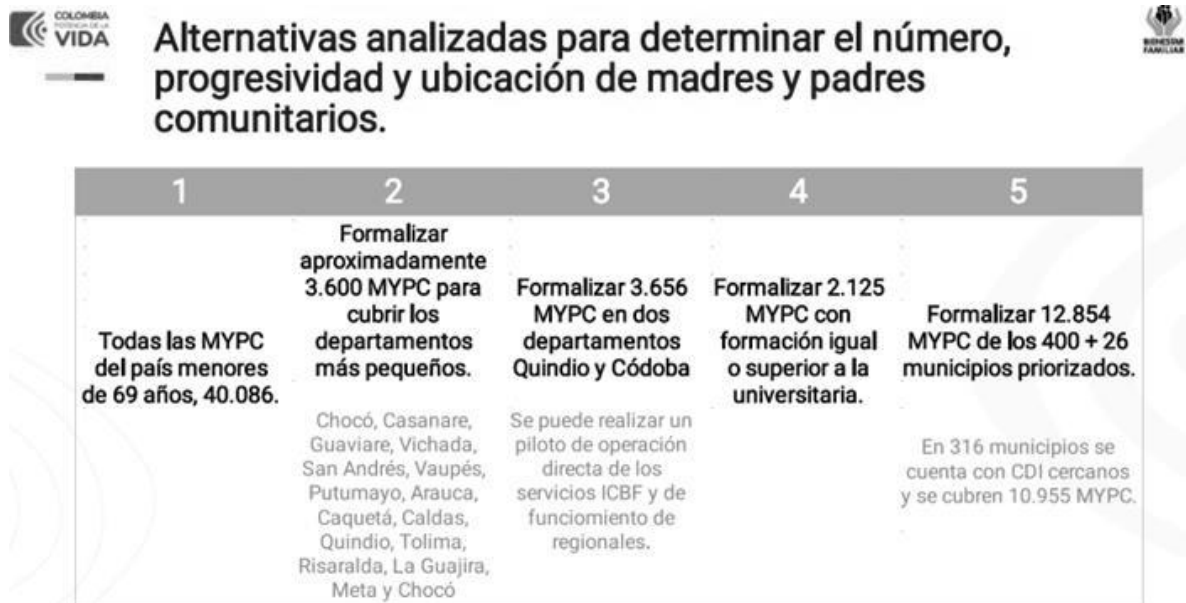 COLOMBIA
POTENCIA DE LA
VIDA
BIENESTAR
FAMILIAR
Alternativas analizadas para determinar el número,
progresividad y ubicación de madres y padres
comunitarios.
1
2
3
4
5
Todas las MYPC
del país menores
de 69 años, 40.086.
Formalizar
aproximadamente
3.600 MYPC para
cubrir los
departamentos
más pequeños.
Chocó, Casanare,
Guaviare, Vichada,
San Andrés, Vaupés,
Putumayo, Arauca,
Caquetá, Caldas,
Quindio, Tolima,
Risaralda, La Guajira,
Meta y Chocó
Formalizar 3.656
MYPC en dos
departamentos
Quindio y Códoba
Se puede realizar un
piloto de operación
directa de los
servicios ICBF y de
funciomiento de
regionales.
Formalizar 2.125
MYPC con
formación igual
o superior a la
universitaria.
Formalizar 12.854
MYPC de los 400 + 26
municipios priorizados.
En 316 municipios se
cuenta con CDI cercanos
y se cubren 10.955 MYPC.